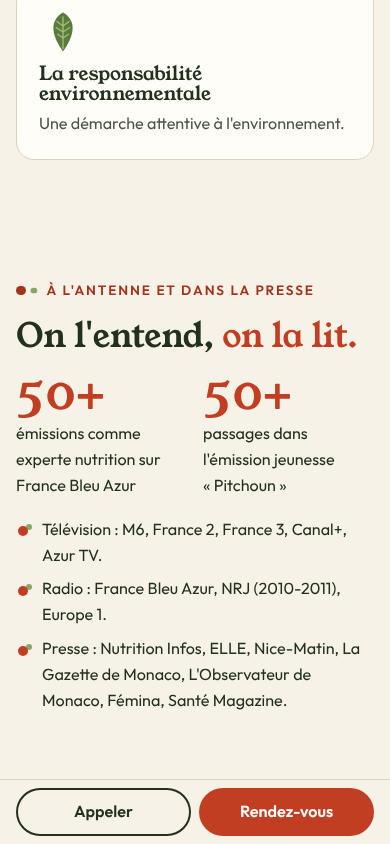 La responsabilité
environnementale
Une démarche attentive à l'environnement.
À L'ANTENNE ET DANS LA PRESSE
On l'entend, on la lit.
50+
émissions comme
experte nutrition sur
France Bleu Azur
50+
passages dans
l'émission jeunesse
« Pitchoun »
Télévision : M6, France 2, France 3, Canal+,
Azur TV.
Radio : France Bleu Azur, NRJ (2010-2011),
Europe 1.
Presse : Nutrition Infos, ELLE, Nice-Matin, La
Gazette de Monaco, L'Observateur de
Monaco, Fémina, Santé Magazine.
Appeler
Rendez-vous